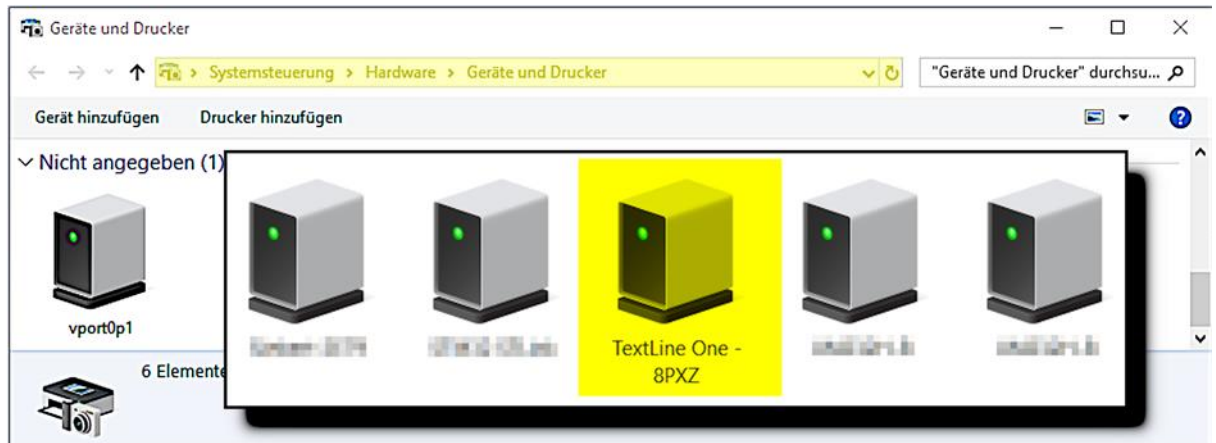 Geräte und Drucker
Systemsteuerung > Hardware > Geräte und Drucker
"Geräte und Drucker" durchsu...
Gerät hinzufügen Drucker hinzufügen
Nicht angegeben (1)
vport0p1
TextLine One -
8PXZ
6 Elemente